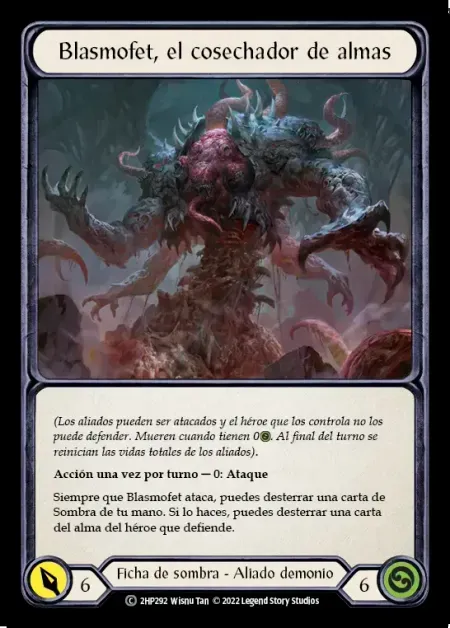 Blasmofet, el cosechador de almas
(Los aliados pueden ser atacados y el héroe que los controla no los
puede defender. Mueren cuando tienen 0. Al final del turno se
reinician las vidas totales de los aliados).
Acción una vez por turno — 0: Ataque
Siempre que Blasmofet ataca, puedes desterrar una carta de
Sombra de tu mano. Si lo haces, puedes desterrar una carta
del alma del héroe que defiende.
6 Ficha de sombra - Aliado demonio 6
© 2HP292 Wisnu Tan © 2022 Legend Story Studios